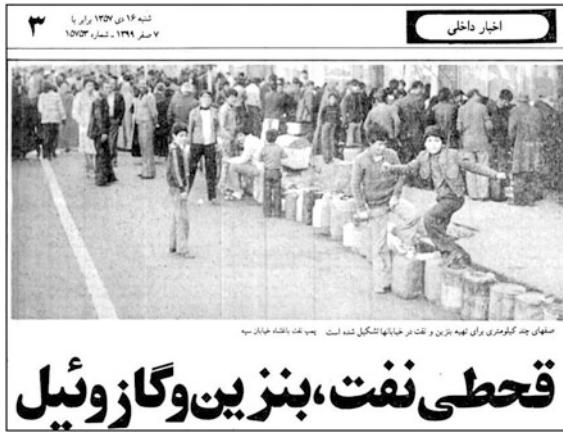 اخبار داخلی
شنبه ۱۶ دی ۱۳۵۷ برابر با
۷ صفر ۱۳۹۹ ـ شماره ۱۵۷۵۳
۳
صفهای چند کیلومتری برای تهیه بنزین و نفت در خیابانها تشکیل شده است پمپ نفت باغشاه خیابان سپه
قحطی نفت، بنزین و گازوئیل